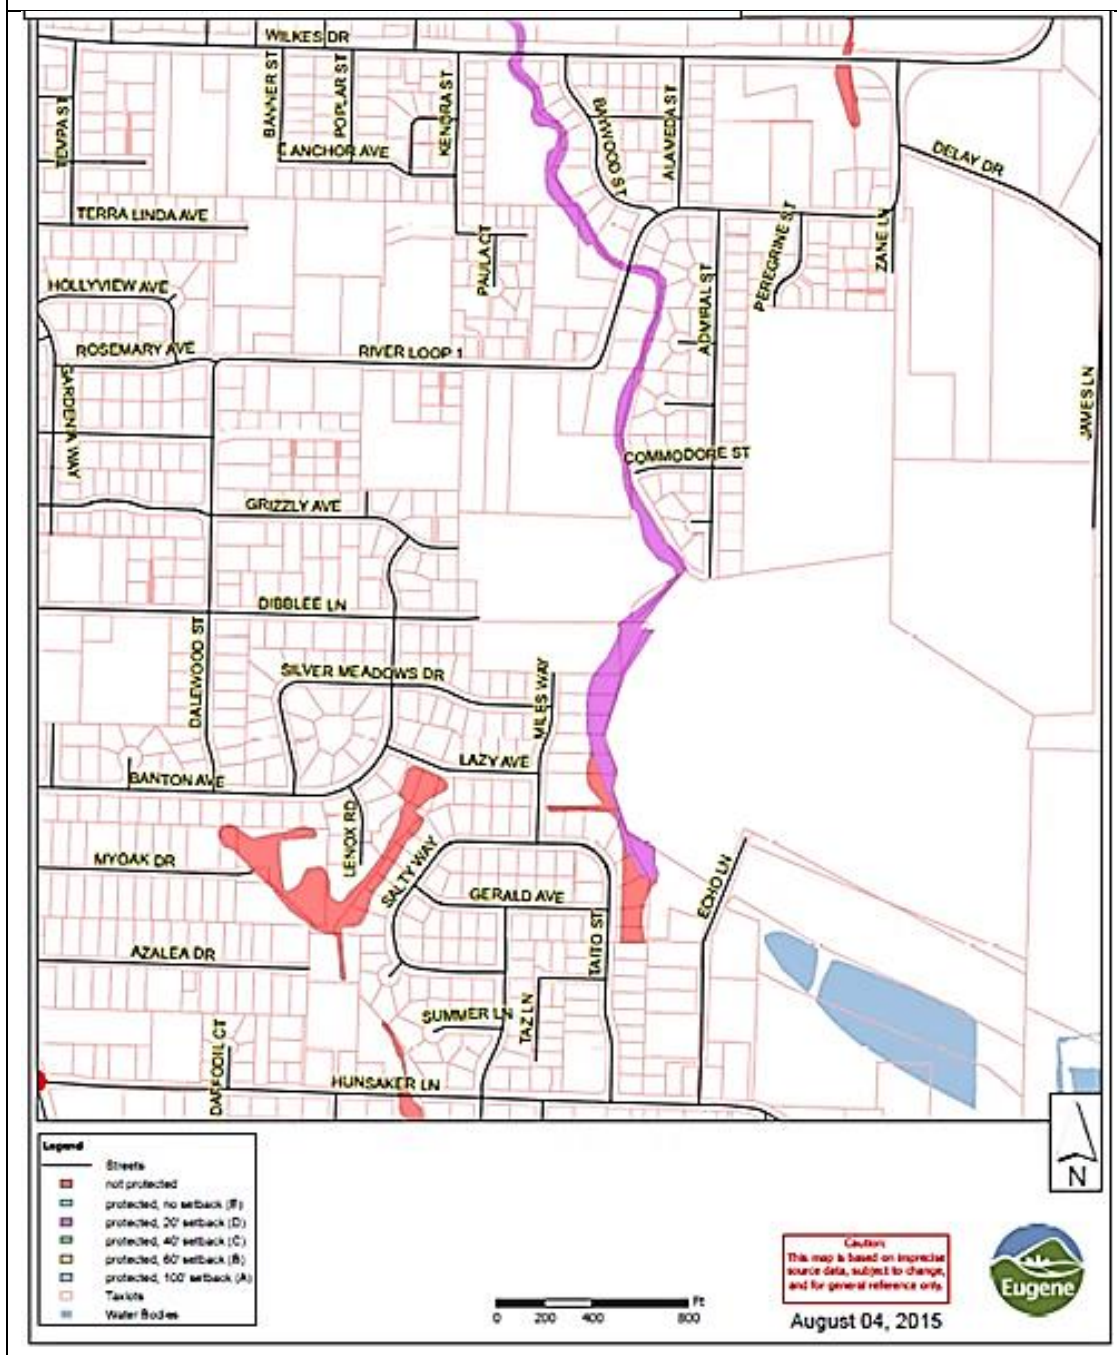 WILKES DR
BANNER ST
POPLAR ST
KENDRA ST
BANWOOD ST
ALAMEDA ST
TEMPA ST
ANCHOR AVE
DELAY DR
TERRA LINDA AVE
PAULA CT
PEREGRINE ST
ZANE LN
HOLLYVIEW AVE
ADMIRAL ST
ROSEMARY AVE
RIVER LOOP 1
GARDENIA WAY
JAMES LN
COMMODORE ST
GRIZZLY AVE
DIBBLEE LN
DALEWOOD ST
SILVER MEADOWS DR
MILES WAY
LAZY AVE
BANTON AVE
LENOX RD
MYOAK DR
SALTY WAY
GERALD AVE
ECHO LN
TAITO ST
AZALEA DR
SUMMER LN
TAZ LN
DAFFODIL CT
HUNSAKER LN
N
Legend
Streets
not protected
protected, no setback (E)
protected, 20' setback (D)
protected, 40' setback (C)
protected, 60' setback (B)
protected, 100' setback (A)
Taxlots
Water Bodies
Ft
0 200 400 800
Caution:
This map is based on imprecise
source data, subject to change,
and for general reference only.
Eugene
August 04, 2015